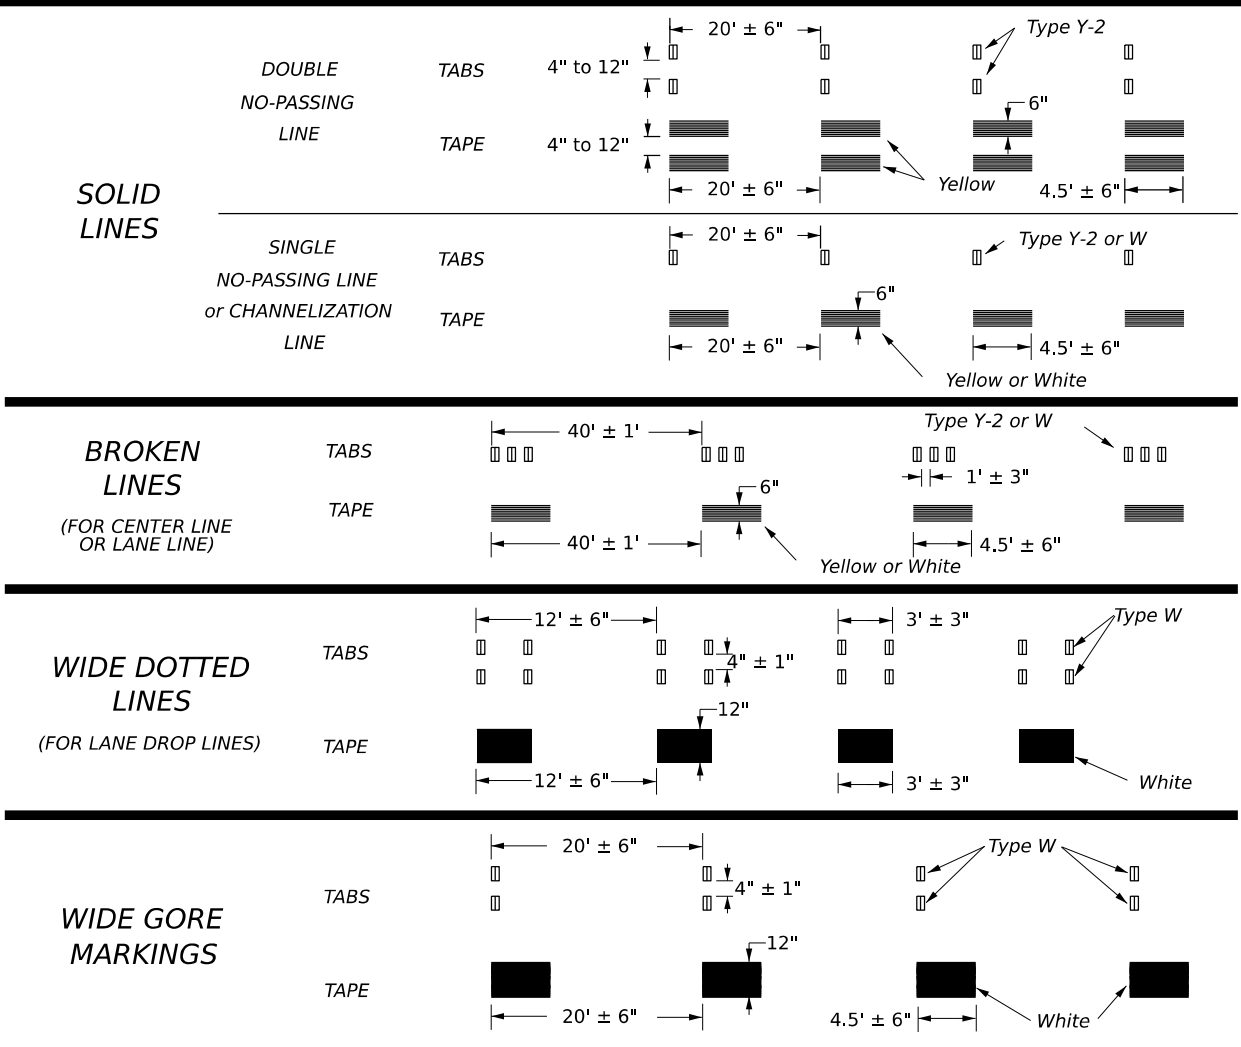 SOLID
LINES
DOUBLE
NO-PASSING
LINE
TABS
20' ± 6"
Type Y-2
4" to 12"
TAPE
4" to 12"
6"
Yellow
20' ± 6"
4.5' ± 6"
SINGLE
NO-PASSING LINE
or CHANNELIZATION
LINE
TABS
20' ± 6"
Type Y-2 or W
TAPE
6"
20' ± 6"
4.5' ± 6"
Yellow or White
BROKEN
LINES
(FOR CENTER LINE
OR LANE LINE)
TABS
40' ± 1'
Type Y-2 or W
1' ± 3"
TAPE
6"
40' ± 1'
4.5' ± 6"
Yellow or White
WIDE DOTTED
LINES
(FOR LANE DROP LINES)
TABS
12' ± 6"
3' ± 3"
Type W
4" ± 1"
TAPE
12"
12' ± 6"
3' ± 3"
White
WIDE GORE
MARKINGS
TABS
20' ± 6"
Type W
4" ± 1"
TAPE
12"
20' ± 6"
4.5' ± 6"
White